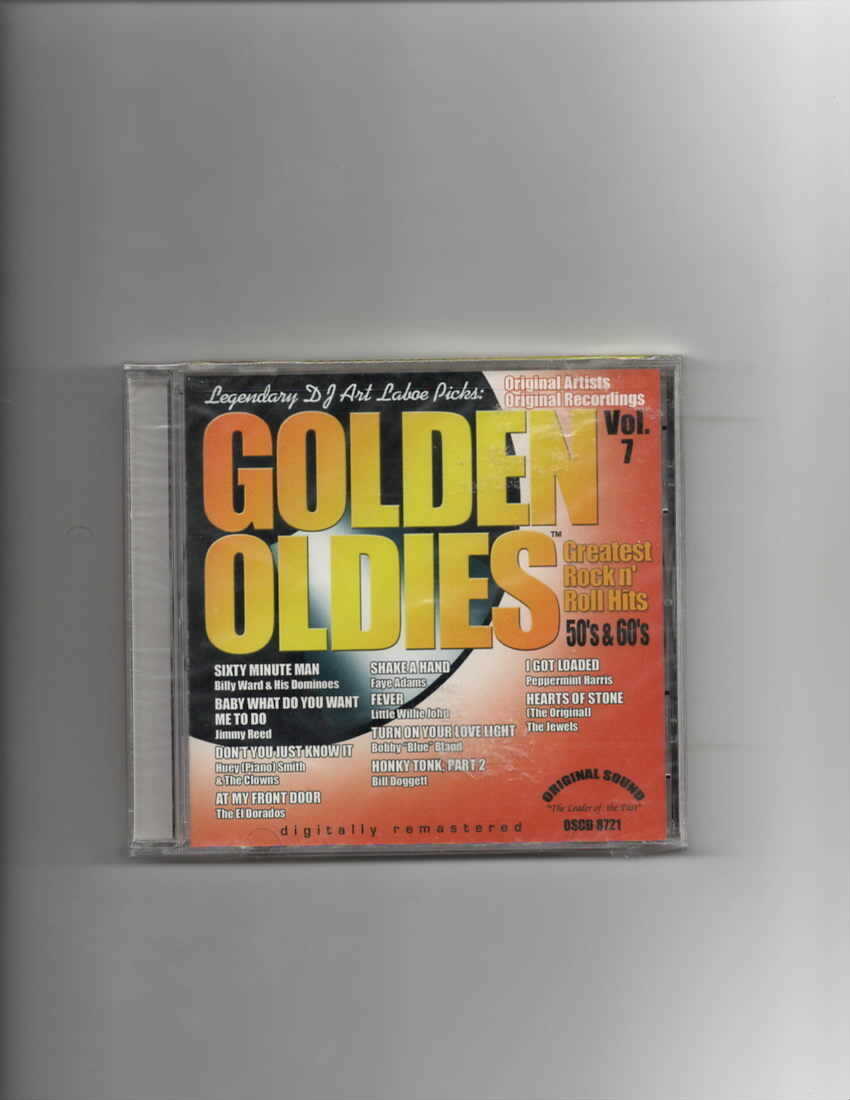 Legendary DJ Art Laboe Picks:
Original Artists
Original Recordings
GOLDEN
Vol.
7
OLDIES™
Greatest
Rock n'
Roll Hits
50's & 60's
SIXTY MINUTE MAN
Billy Ward & His Dominoes
BABY WHAT DO YOU WANT
ME TO DO
Jimmy Reed
DON'T YOU JUST KNOW IT
Huey (Piano) Smith
& The Clowns
AT MY FRONT DOOR
The El Dorados
SHAKE A HAND
Faye Adams
FEVER
Little Willie John
TURN ON YOUR LOVE LIGHT
Bobby "Blue" Bland
HONKY TONK, PART 2
Bill Doggett
I GOT LOADED
Peppermint Harris
HEARTS OF STONE
(The Original)
The Jewels
ORIGINAL SOUND
"The Leader of the Past"
OSCD 8721
digitally remastered